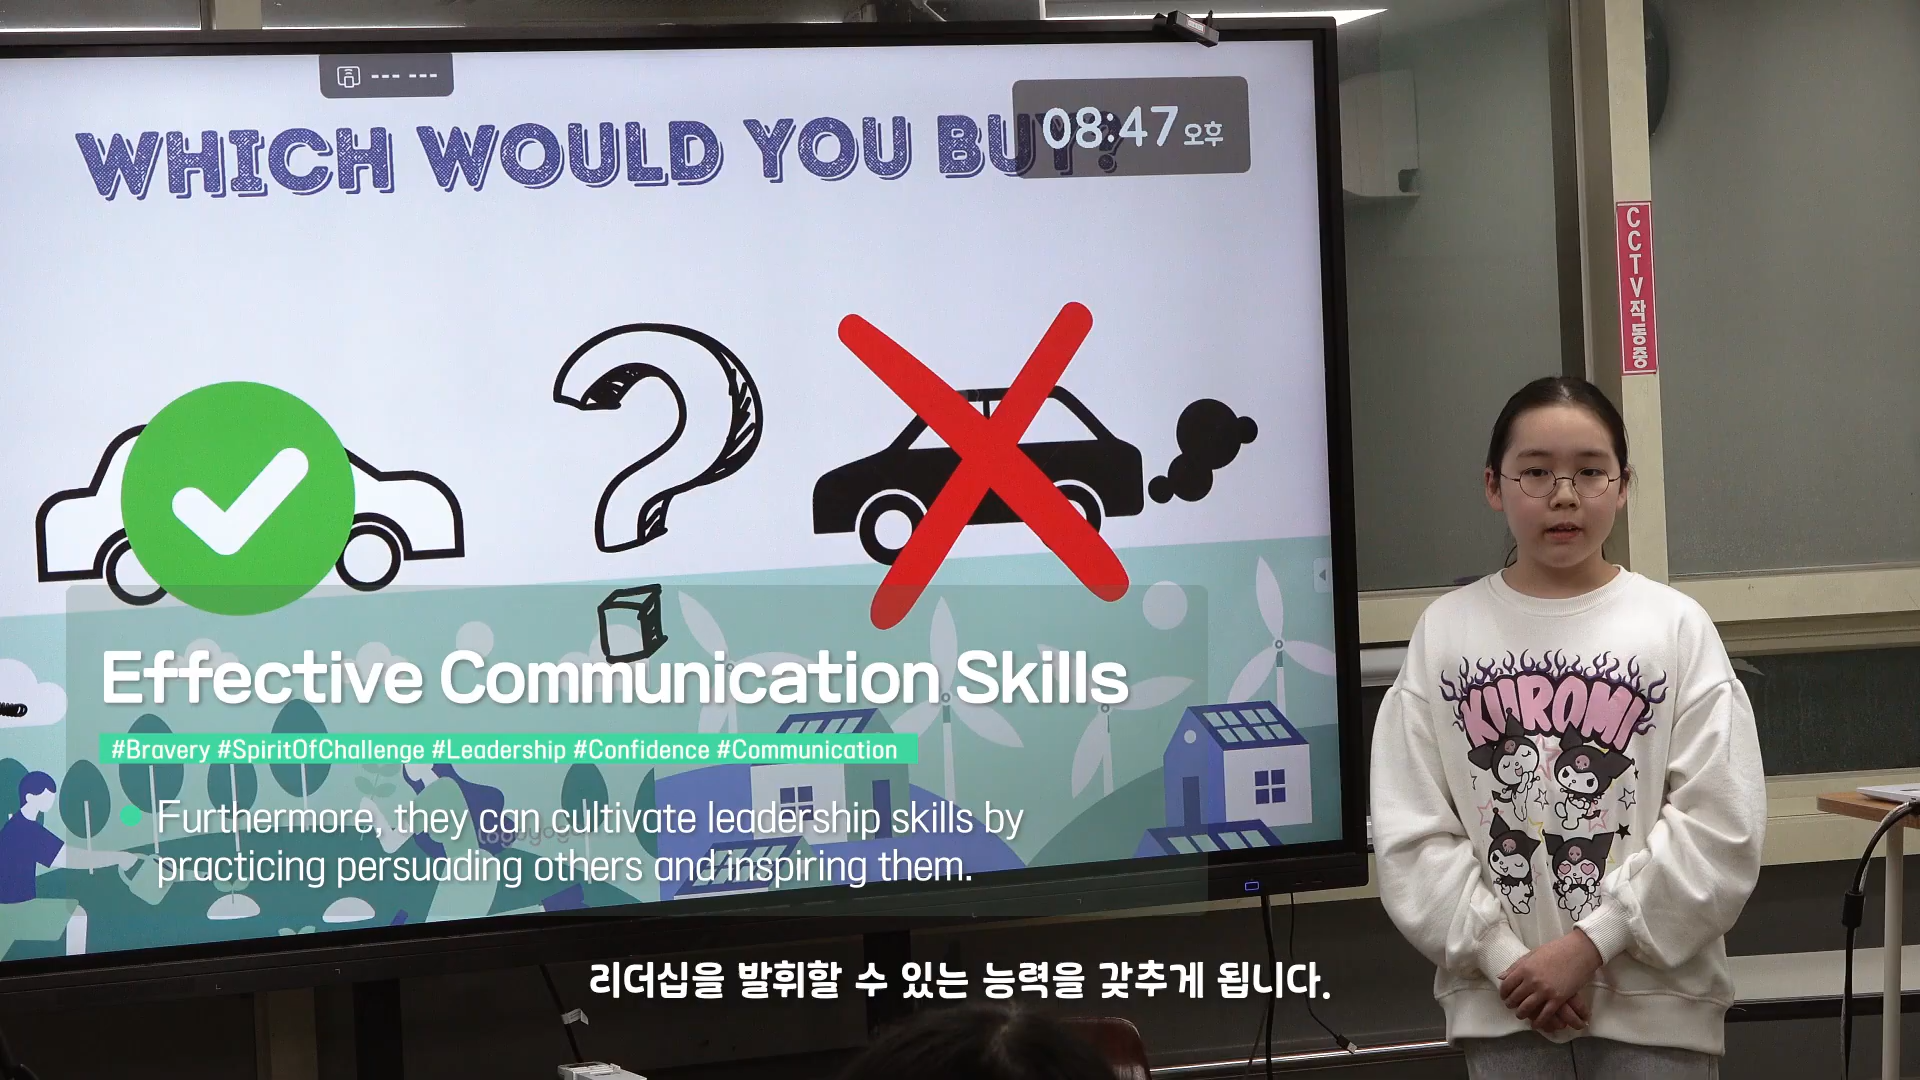 --- ---
WHICH WOULD YOU BUY?
08:47 오후
CCTV작동중
Effective Communication Skills
#Bravery #SpiritOfChallenge #Leadership #Confidence #Communication
Furthermore, they can cultivate leadership skills by
practicing persuading others and inspiring them.
KUROMI
리더십을 발휘할 수 있는 능력을 갖추게 됩니다.